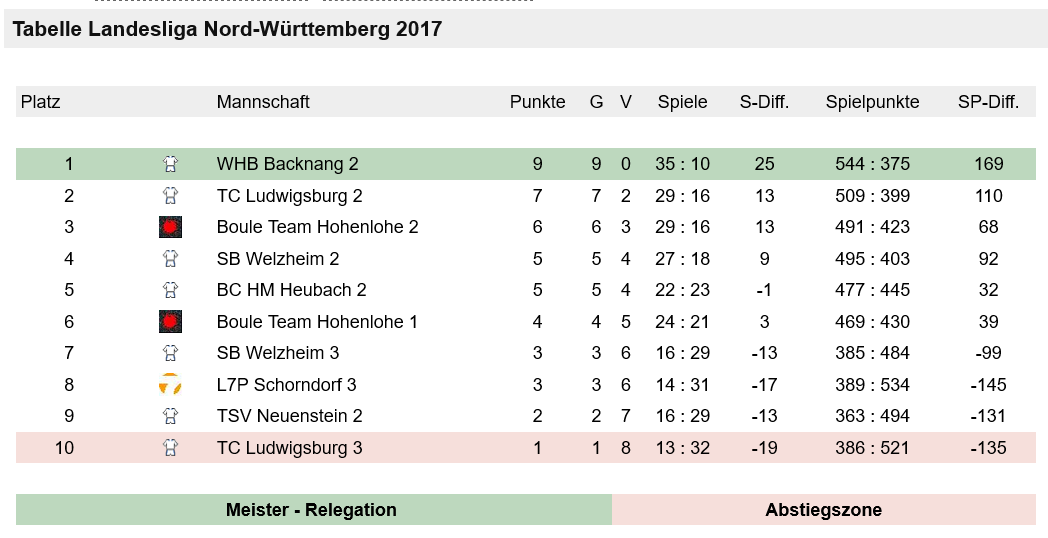 Tabelle Landesliga Nord-Württemberg 2017
Platz Mannschaft Punkte G V Spiele S-Diff. Spielpunkte SP-Diff.
1 WHB Backnang 2 9 9 0 35 : 10 25 544 : 375 169
2 TC Ludwigsburg 2 7 7 2 29 : 16 13 509 : 399 110
3 Boule Team Hohenlohe 2 6 6 3 29 : 16 13 491 : 423 68
4 SB Welzheim 2 5 5 4 27 : 18 9 495 : 403 92
5 BC HM Heubach 2 5 5 4 22 : 23 -1 477 : 445 32
6 Boule Team Hohenlohe 1 4 4 5 24 : 21 3 469 : 430 39
7 SB Welzheim 3 3 3 6 16 : 29 -13 385 : 484 -99
8 L7P Schorndorf 3 3 3 6 14 : 31 -17 389 : 534 -145
9 TSV Neuenstein 2 2 2 7 16 : 29 -13 363 : 494 -131
10 TC Ludwigsburg 3 1 1 8 13 : 32 -19 386 : 521 -135
Meister - Relegation Abstiegszone